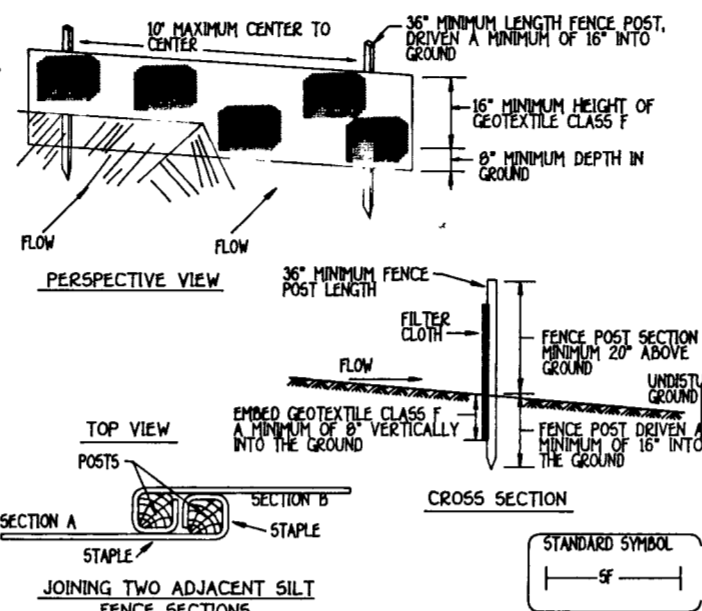 10" MAXIMUM CENTER TO
CENTER
36" MINIMUM LENGTH FENCE POST,
DRIVEN A MINIMUM OF 16" INTO
GROUND
16" MINIMUM HEIGHT OF
GEOTEXTILE CLASS F
8" MINIMUM DEPTH IN
GROUND
FLOW
FLOW
PERSPECTIVE VIEW
36" MINIMUM FENCE
POST LENGTH
FILTER
CLOTH
FLOW
FENCE POST SECTION
MINIMUM 20" ABOVE
GROUND
UNDISTU
GROUND
EMBED GEOTEXTILE CLASS F
A MINIMUM OF 8" VERTICALLY
INTO THE GROUND
FENCE POST DRIVEN A
MINIMUM OF 16" INTO
THE GROUND
CROSS SECTION
TOP VIEW
POSTS
SECTION B
SECTION A
STAPLE
STAPLE
JOINING TWO ADJACENT SILT
FENCE SECTIONS
STANDARD SYMBOL
SF